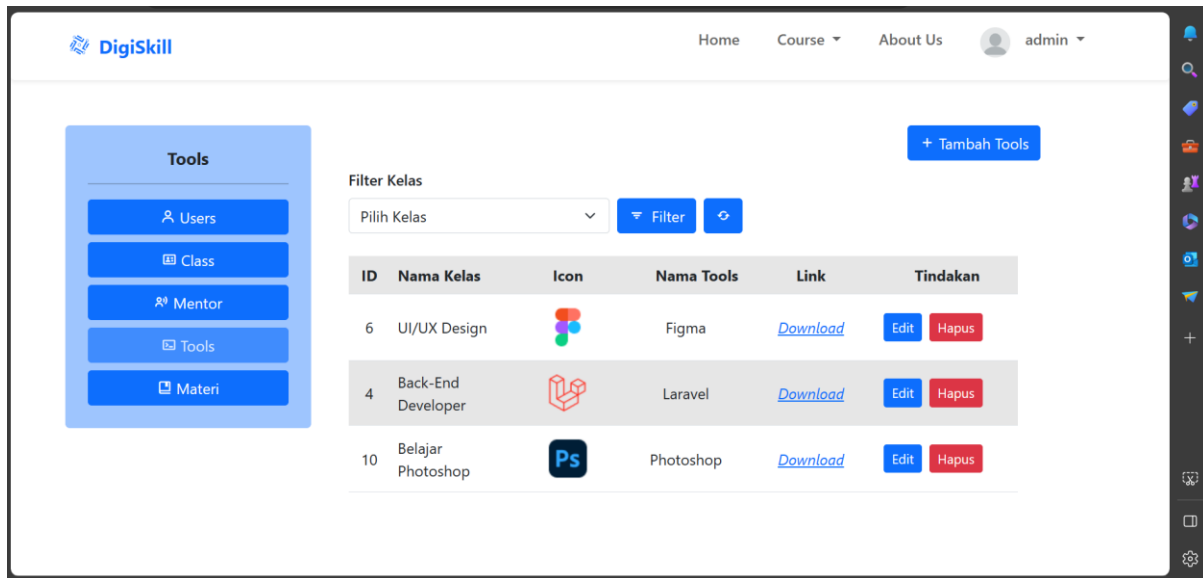 DigiSkill
Home Course About Us admin
Tools
Users
Class
Mentor
Tools
Materi
+ Tambah Tools
Filter Kelas
Pilih Kelas Filter
ID Nama Kelas Icon Nama Tools Link Tindakan
6 UI/UX Design Figma Download Edit Hapus
4 Back-End Developer Laravel Download Edit Hapus
10 Belajar Photoshop Ps Photoshop Download Edit Hapus